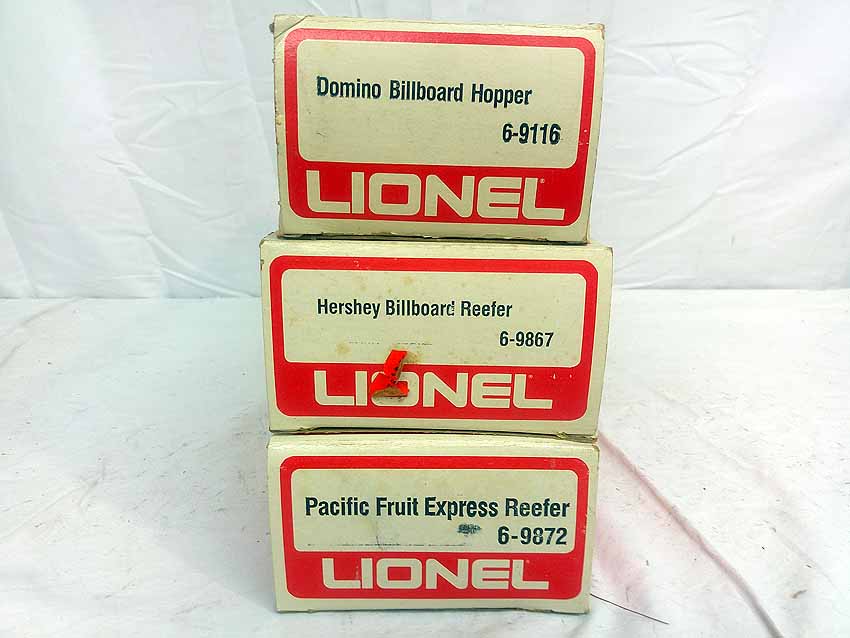 Domino Billboard Hopper
6-9116
LIONEL
Hershey Billboard Reefer
6-9867
LIONEL
Pacific Fruit Express Reefer
6-9872
LIONEL